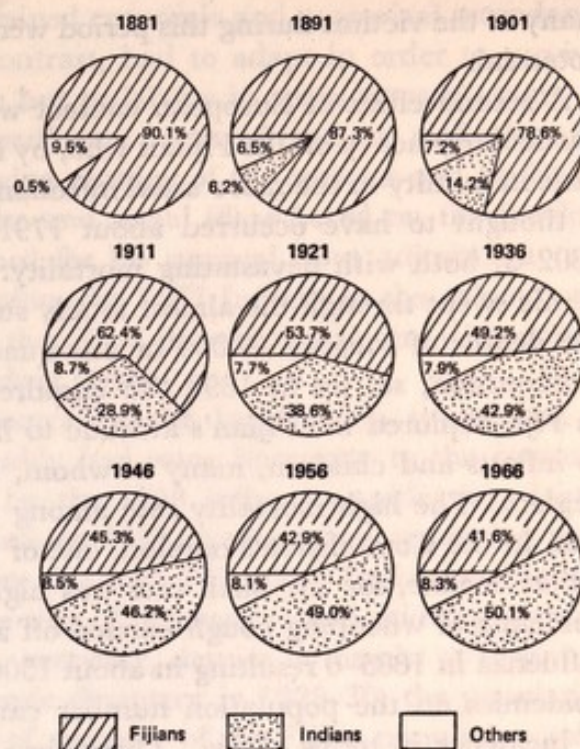 1881 1891 1901
90.1% 87.3% 78.6%
9.5% 6.5% 7.2%
0.5% 6.2% 14.2%
1911 1921 1936
62.4% 53.7% 49.2%
8.7% 7.7% 7.9%
28.9% 38.6% 42.9%
1946 1956 1966
45.3% 42.9% 41.6%
8.5% 8.1% 8.3%
46.2% 49.0% 50.1%
Fijians Indians Others